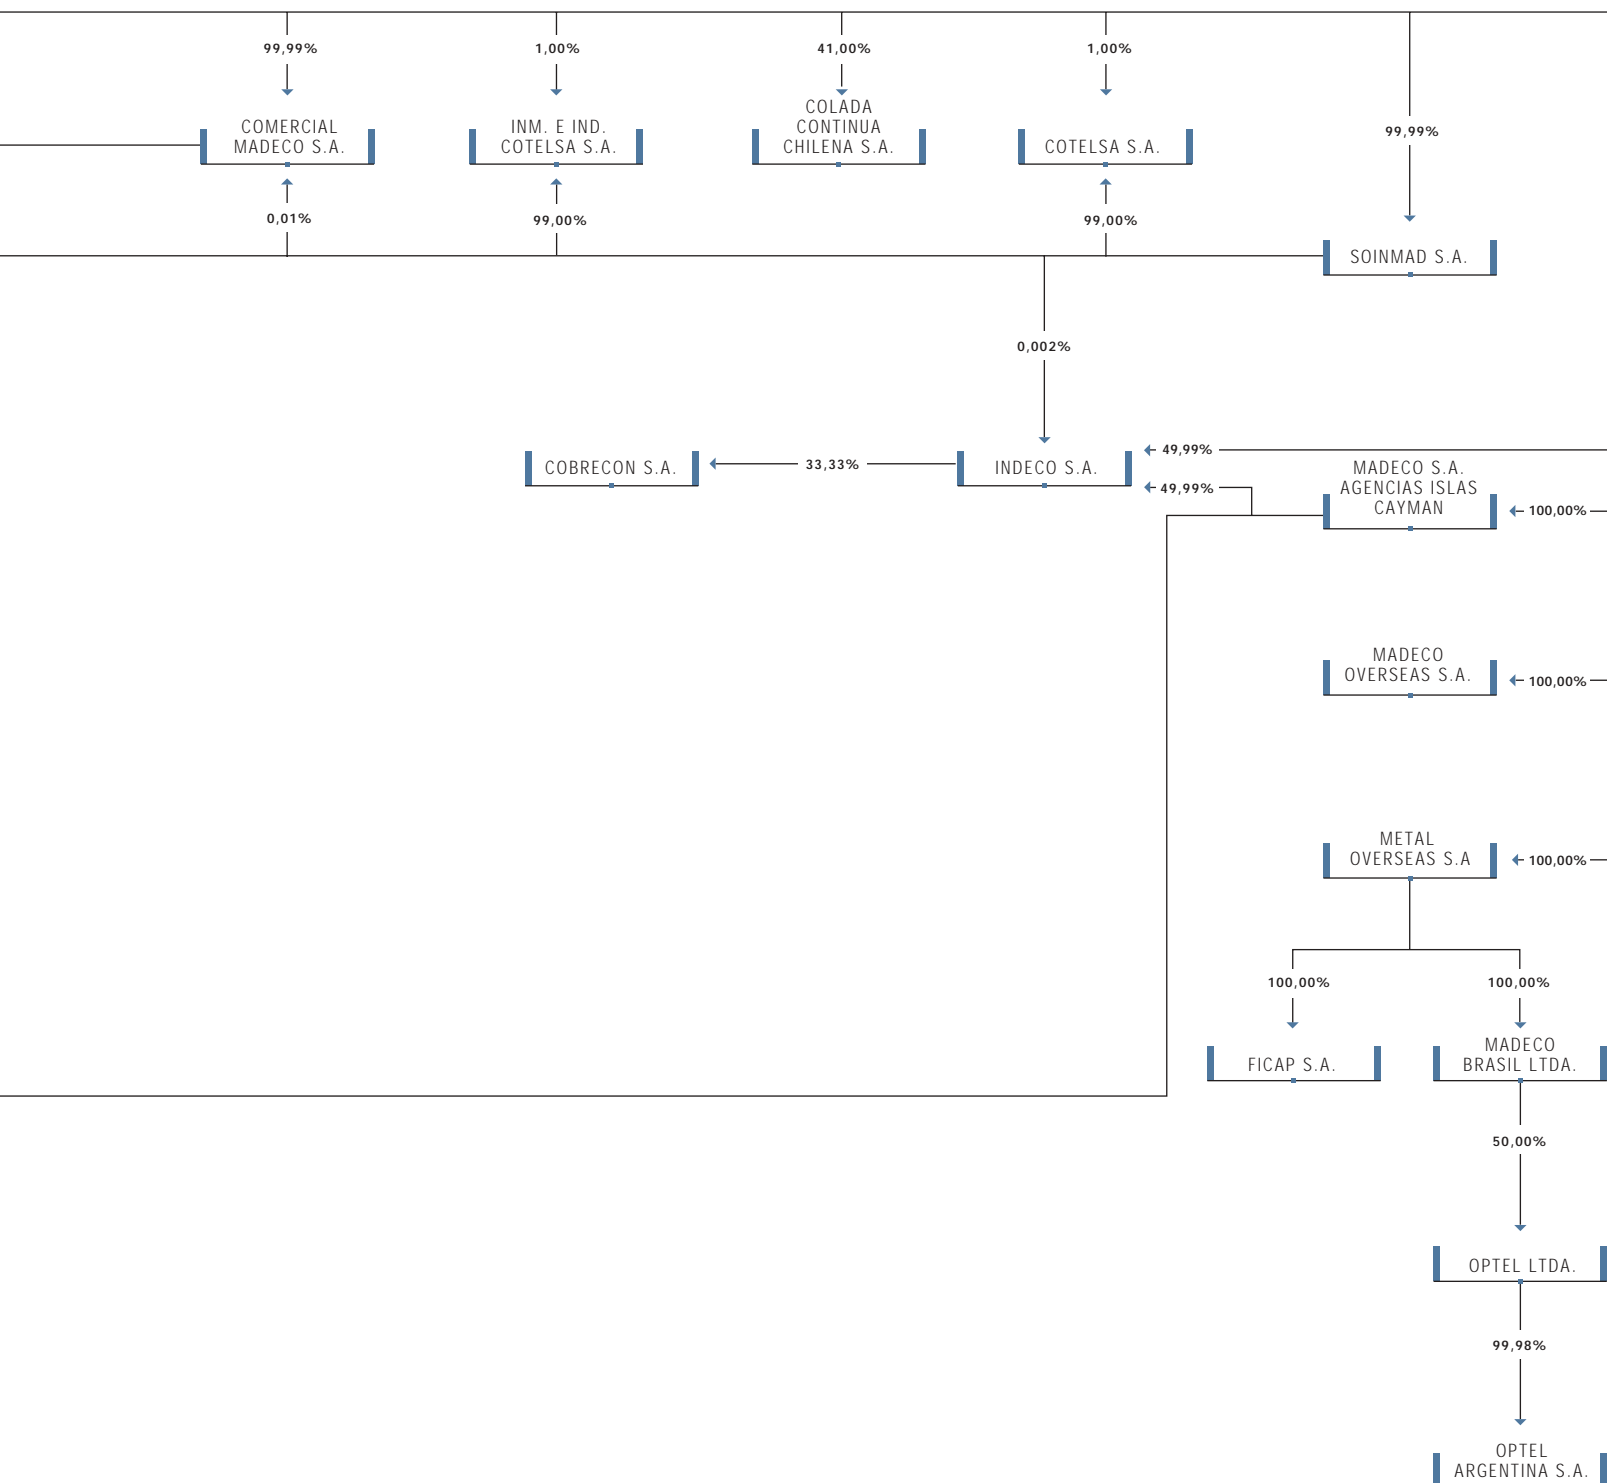 99,99%
1,00%
41,00%
1,00%
99,99%
COMERCIAL
MADECO S.A.
INM. E IND.
COTELSA S.A.
COLADA
CONTINUA
CHILENA S.A.
COTELSA S.A.
0,01%
99,00%
99,00%
SOINMAD S.A.
0,002%
COBRECON S.A.
33,33%
INDECO S.A.
49,99%
49,99%
MADECO S.A.
AGENCIAS ISLAS
CAYMAN
100,00%
MADECO
OVERSEAS S.A.
100,00%
METAL
OVERSEAS S.A
100,00%
100,00%
100,00%
FICAP S.A.
MADECO
BRASIL LTDA.
50,00%
OPTEL LTDA.
99,98%
OPTEL
ARGENTINA S.A.